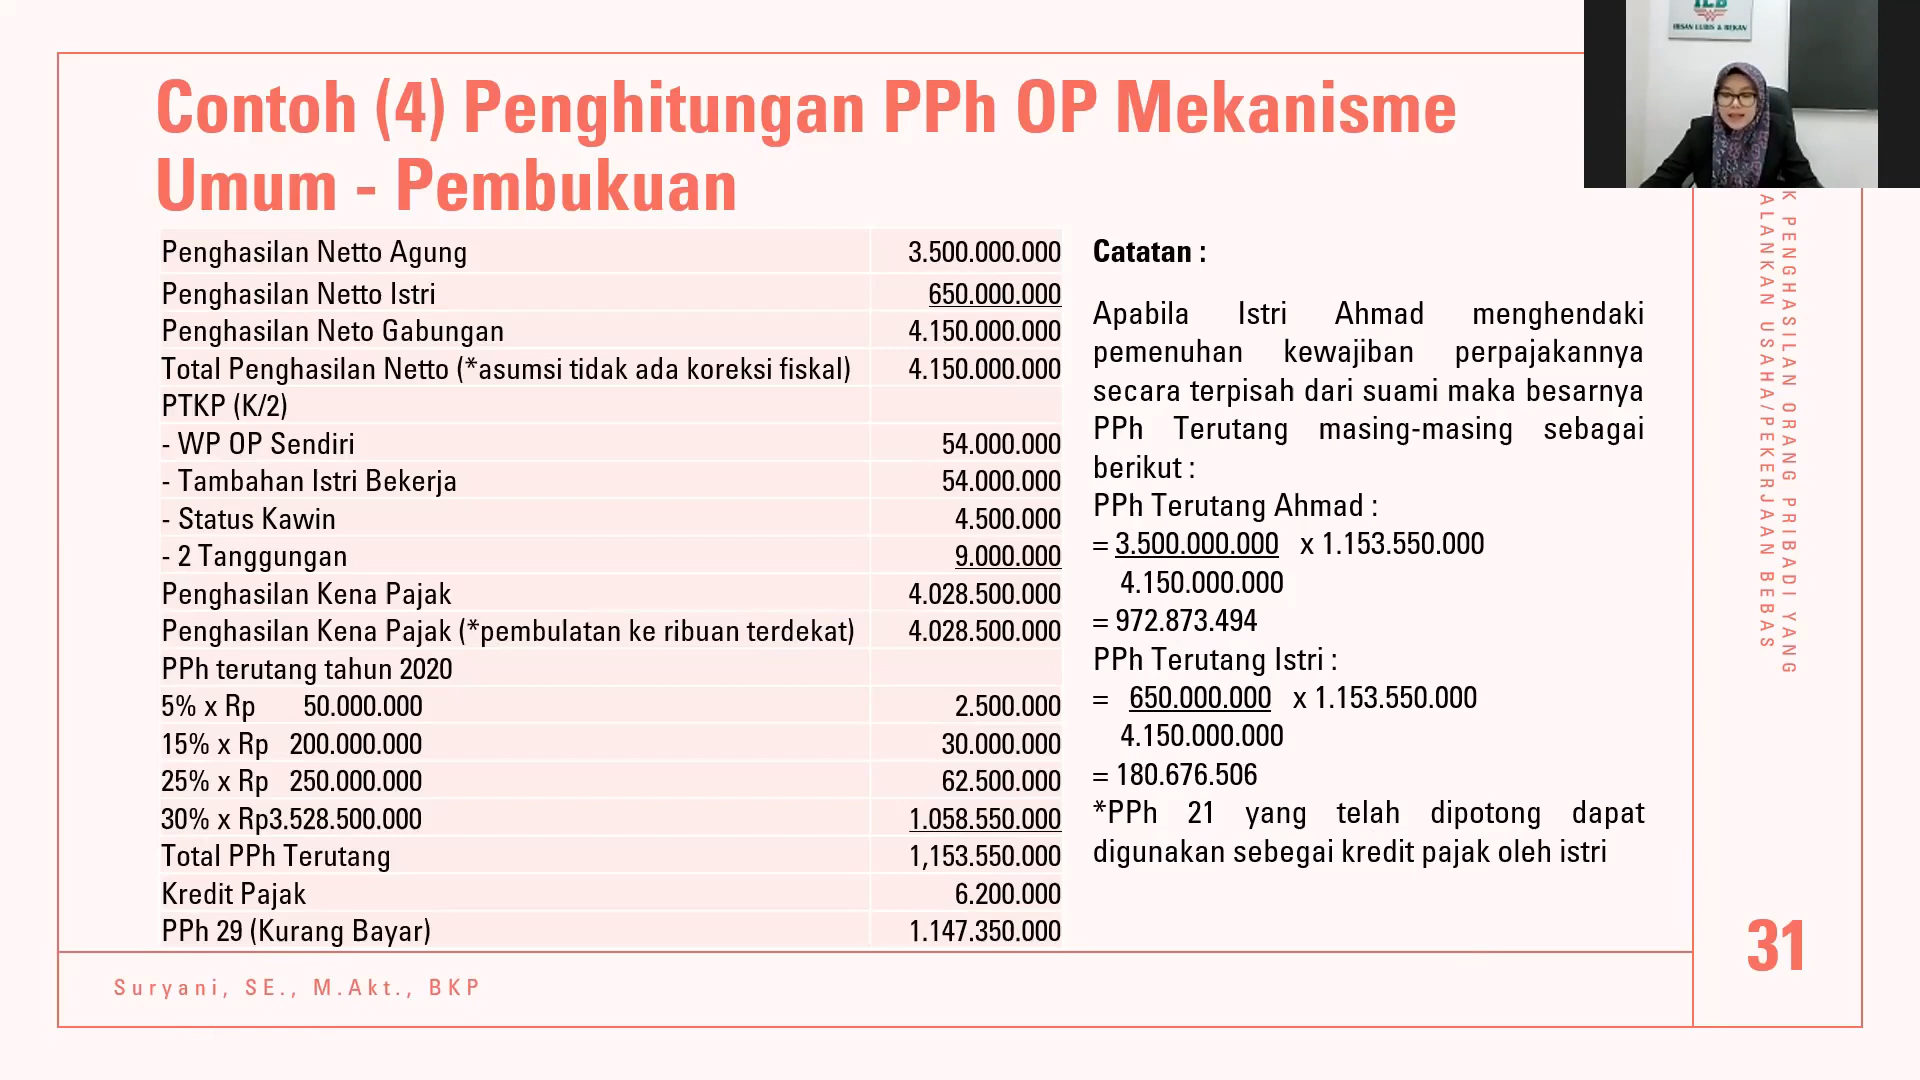 IRSAN LUBIS & REKAN
Contoh (4) Penghitungan PPh OP Mekanisme
Umum - Pembukuan
Penghasilan Netto Agung 3.500.000.000
Penghasilan Netto Istri 650.000.000
Penghasilan Neto Gabungan 4.150.000.000
Total Penghasilan Netto (*asumsi tidak ada koreksi fiskal) 4.150.000.000
PTKP (K/2)
- WP OP Sendiri 54.000.000
- Tambahan Istri Bekerja 54.000.000
- Status Kawin 4.500.000
- 2 Tanggungan 9.000.000
Penghasilan Kena Pajak 4.028.500.000
Penghasilan Kena Pajak (*pembulatan ke ribuan terdekat) 4.028.500.000
PPh terutang tahun 2020
5% x Rp 50.000.000 2.500.000
15% x Rp 200.000.000 30.000.000
25% x Rp 250.000.000 62.500.000
30% x Rp3.528.500.000 1.058.550.000
Total PPh Terutang 1,153.550.000
Kredit Pajak 6.200.000
PPh 29 (Kurang Bayar) 1.147.350.000
Catatan :
Apabila Istri Ahmad menghendaki
pemenuhan kewajiban perpajakannya
secara terpisah dari suami maka besarnya
PPh Terutang masing-masing sebagai
berikut :
PPh Terutang Ahmad :
= 3.500.000.000 x 1.153.550.000
4.150.000.000
= 972.873.494
PPh Terutang Istri :
= 650.000.000 x 1.153.550.000
4.150.000.000
= 180.676.506
*PPh 21 yang telah dipotong dapat
digunakan sebegai kredit pajak oleh istri
K PENGHASILAN ORANG PRIBADI YANG
ALANKAN USAHA/PEKERJAAN BEBAS
31
Suryani, SE., M.Akt., BKP